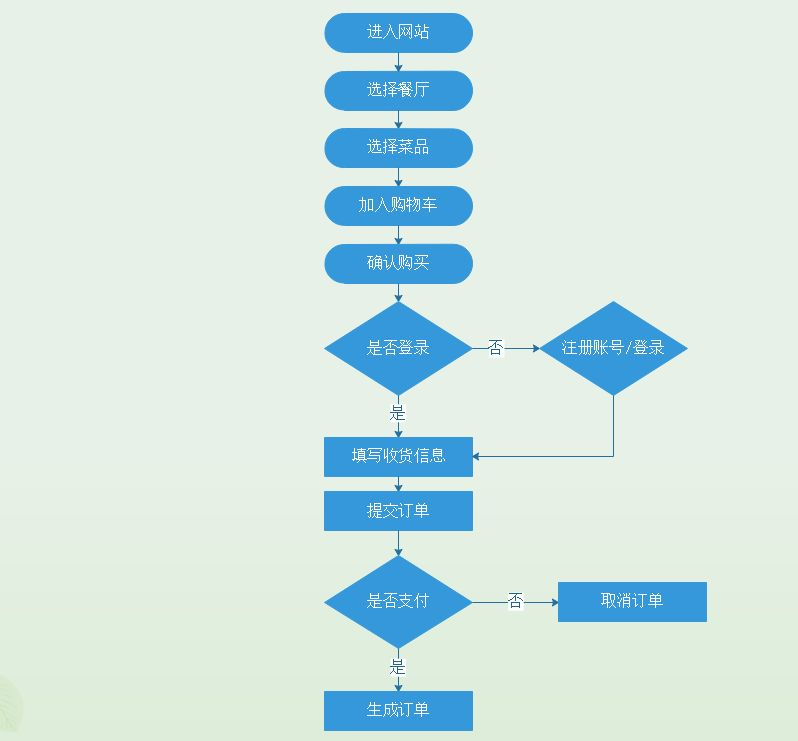 进入网站
选择餐厅
选择菜品
加入购物车
确认购买
是否登录
否
注册账号/登录
是
填写收货信息
提交订单
是否支付
否
取消订单
是
生成订单